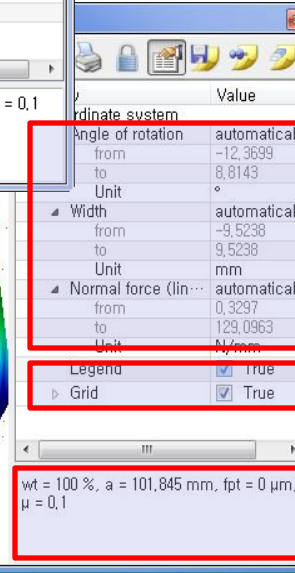 = 0,1
y Value
rdinate system
Angle of rotation automatical
from -12,3699
to 8,8143
Unit °
Width automatical
from -9,5238
to 9,5238
Unit mm
Normal force (lin… automatical
from 0,3297
to 129,0963
Unit N/mm
Legend True
Grid True
wt = 100 %, a = 101,845 mm, fpt = 0 μm,
μ = 0,1